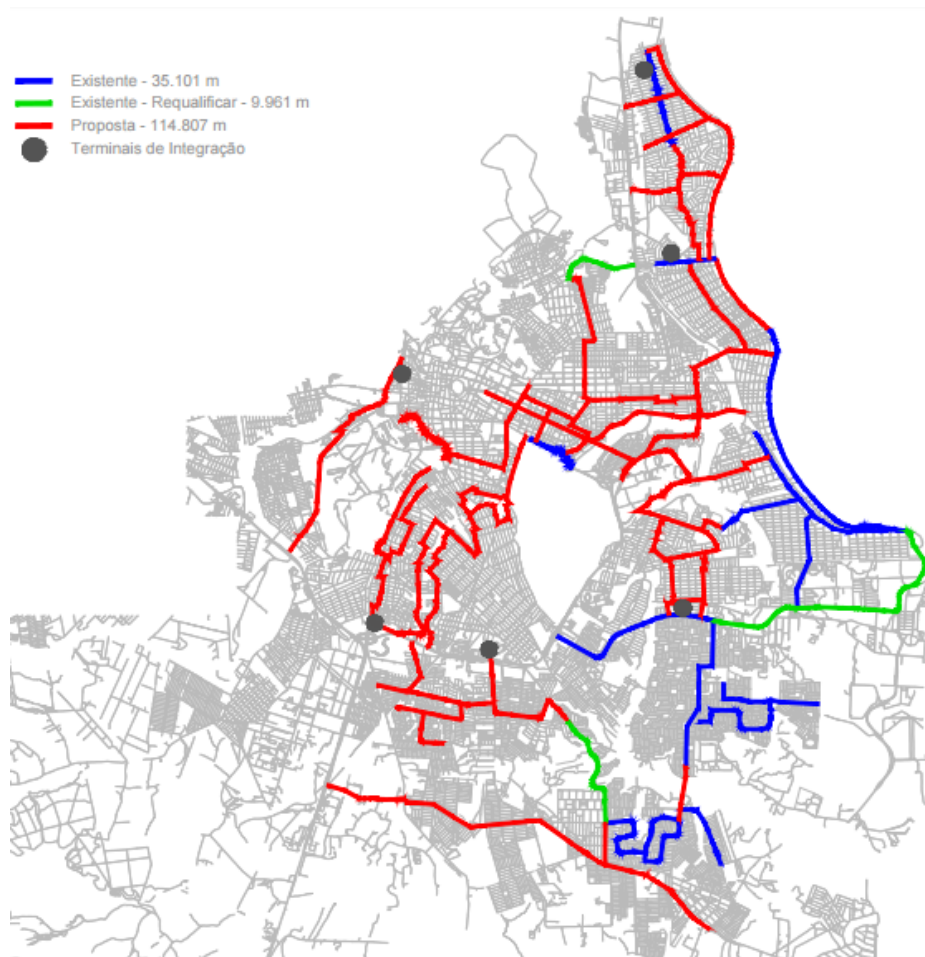 Existente - 35.101 m
Existente - Requalificar - 9.961 m
Proposta - 114.807 m
Terminais de Integração